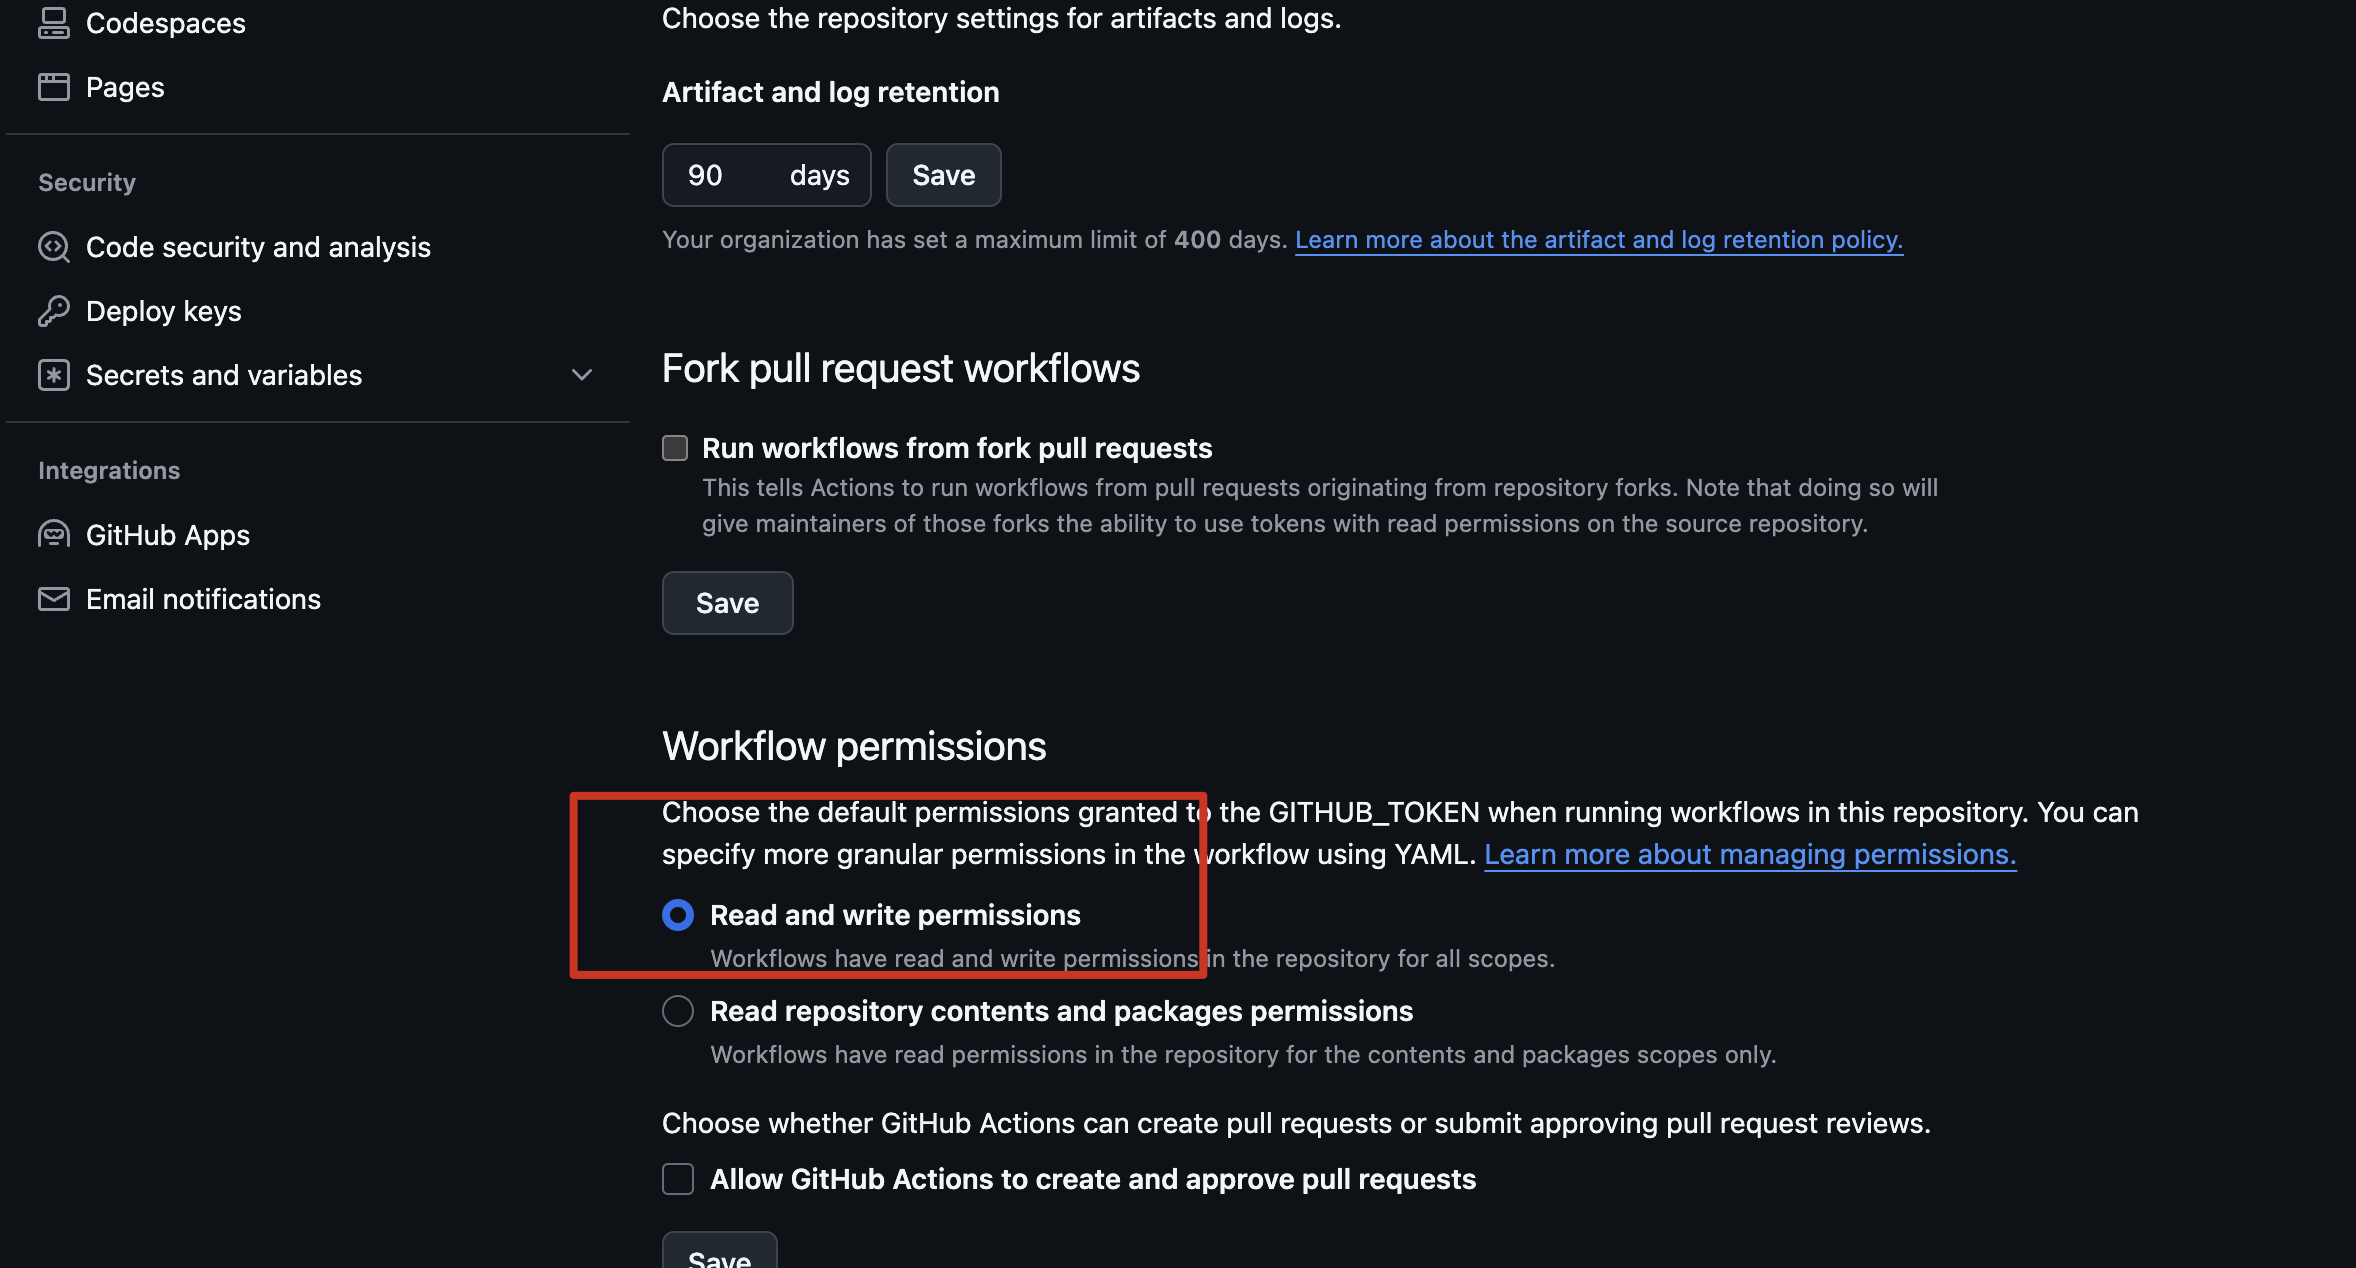 Codespaces
Pages
Security
Code security and analysis
Deploy keys
Secrets and variables
Integrations
GitHub Apps
Email notifications
Choose the repository settings for artifacts and logs.
Artifact and log retention
90 days Save
Your organization has set a maximum limit of 400 days. Learn more about the artifact and log retention policy.
Fork pull request workflows
Run workflows from fork pull requests
This tells Actions to run workflows from pull requests originating from repository forks. Note that doing so will
give maintainers of those forks the ability to use tokens with read permissions on the source repository.
Save
Workflow permissions
Choose the default permissions granted to the GITHUB_TOKEN when running workflows in this repository. You can
specify more granular permissions in the workflow using YAML. Learn more about managing permissions.
Read and write permissions
Workflows have read and write permissions in the repository for all scopes.
Read repository contents and packages permissions
Workflows have read permissions in the repository for the contents and packages scopes only.
Choose whether GitHub Actions can create pull requests or submit approving pull request reviews.
Allow GitHub Actions to create and approve pull requests
Save